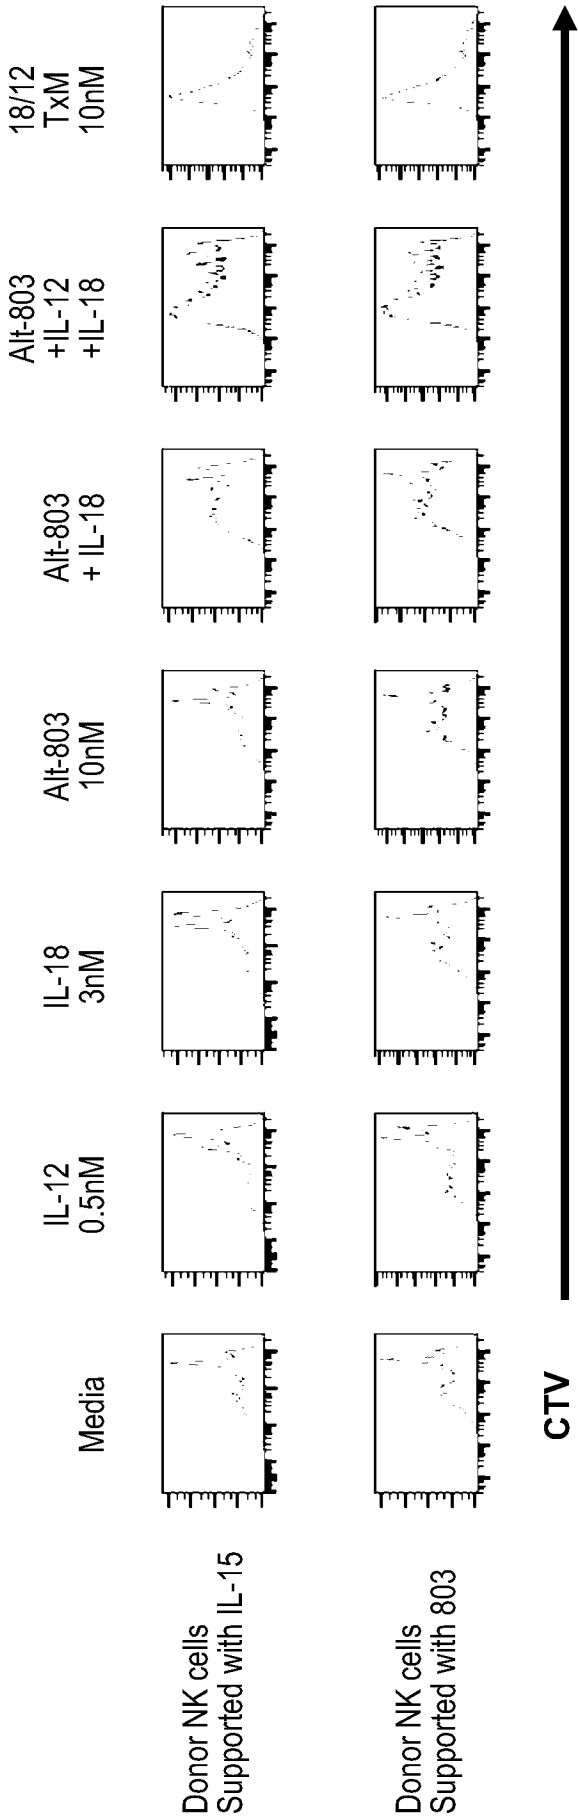 Media
IL-12
0.5nM
IL-18
3nM
Alt-803
10nM
Alt-803
+ IL-18
Alt-803
+IL-12
+IL-18
18/12
TxM
10nM
Donor NK cells
Supported with IL-15
Donor NK cells
Supported with 803
CTV